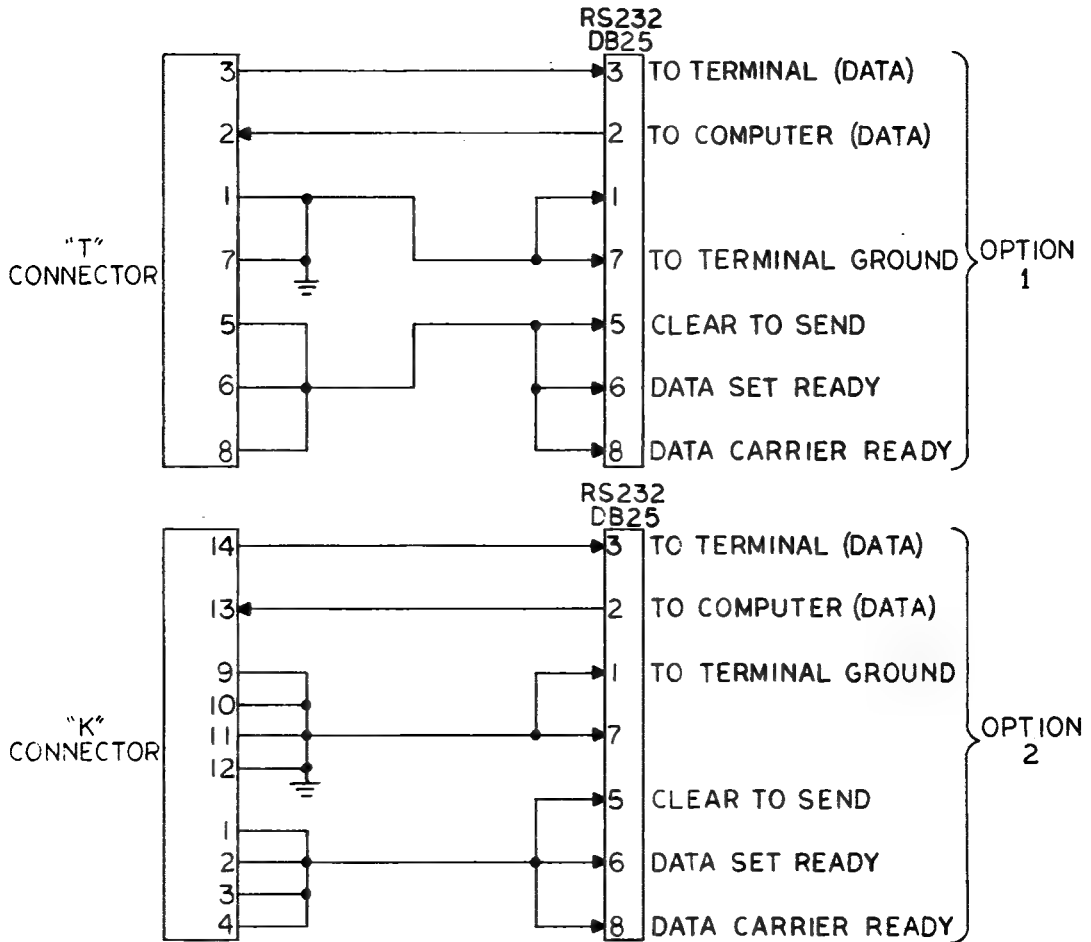 RS232
DB25
3 3 TO TERMINAL (DATA)
2 2 TO COMPUTER (DATA)
1 1
"T"
CONNECTOR
7 7 TO TERMINAL GROUND
OPTION
1
5 5 CLEAR TO SEND
6 6 DATA SET READY
8 8 DATA CARRIER READY
RS232
DB25
14 3 TO TERMINAL (DATA)
13 2 TO COMPUTER (DATA)
9 1 TO TERMINAL GROUND
10
"K"
CONNECTOR
11 7
OPTION
2
12
5 CLEAR TO SEND
1
2 6 DATA SET READY
3
4 8 DATA CARRIER READY